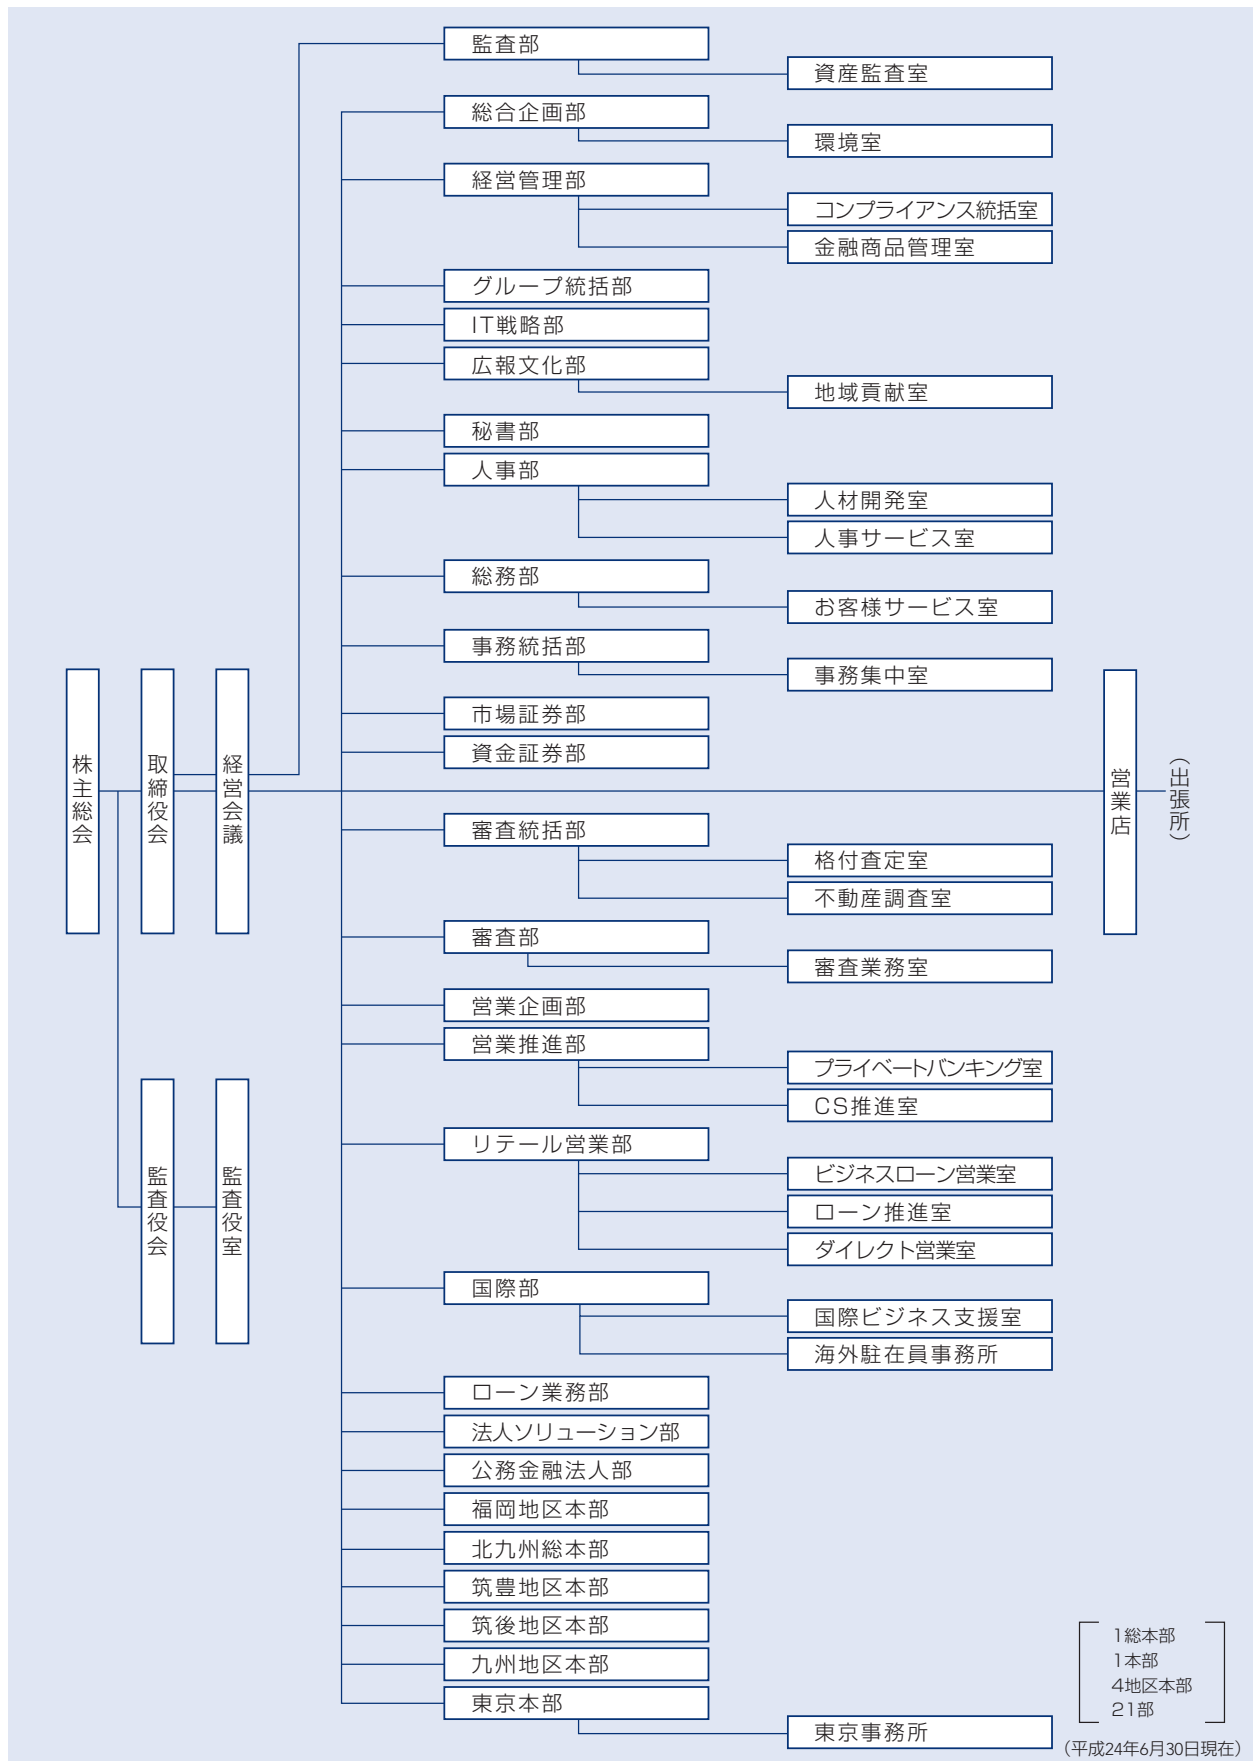 監査部
資産監査室
総合企画部
環境室
経営管理部
コンプライアンス統括室
金融商品管理室
グループ統括部
IT戦略部
広報文化部
地域貢献室
秘書部
人事部
人材開発室
人事サービス室
総務部
お客様サービス室
事務統括部
事務集中室
市場証券部
資金証券部
株主総会
取締役会
経営会議
営業店
(出張所)
審査統括部
格付査定室
不動産調査室
審査部
審査業務室
営業企画部
営業推進部
プライベートバンキング室
CS推進室
監査役会
監査役室
リテール営業部
ビジネスローン営業室
ローン推進室
ダイレクト営業室
国際部
国際ビジネス支援室
海外駐在員事務所
ローン業務部
法人ソリューション部
公務金融法人部
福岡地区本部
北九州総本部
筑豊地区本部
筑後地区本部
九州地区本部
東京本部
東京事務所
1総本部
1本部
4地区本部
21部
(平成24年6月30日現在)